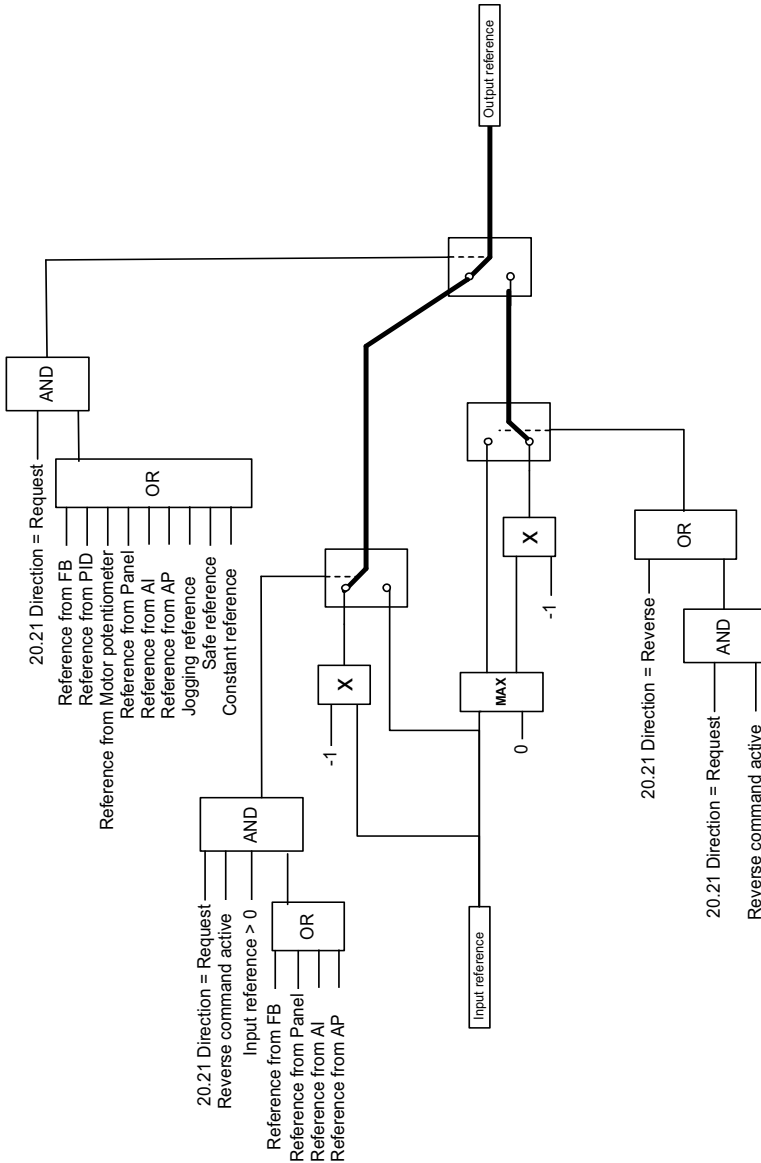 20.21 Direction = Request
Reference from FB
Reference from PID
Reference from Motor potentiometer
Reference from Panel
Reference from AI
Reference from AP
Jogging reference
Safe reference
Constant reference
OR
AND
20.21 Direction = Request
Reverse command active
Input reference > 0
Reference from FB
Reference from Panel
Reference from AI
Reference from AP
OR
AND
-1
X
Input reference
0
MAX
-1
X
20.21 Direction = Reverse
20.21 Direction = Request
Reverse command active
AND
OR
Output reference